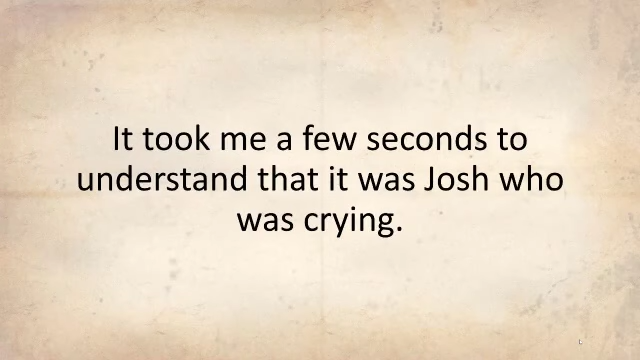 It took me a few seconds to
understand that it was Josh who
was crying.